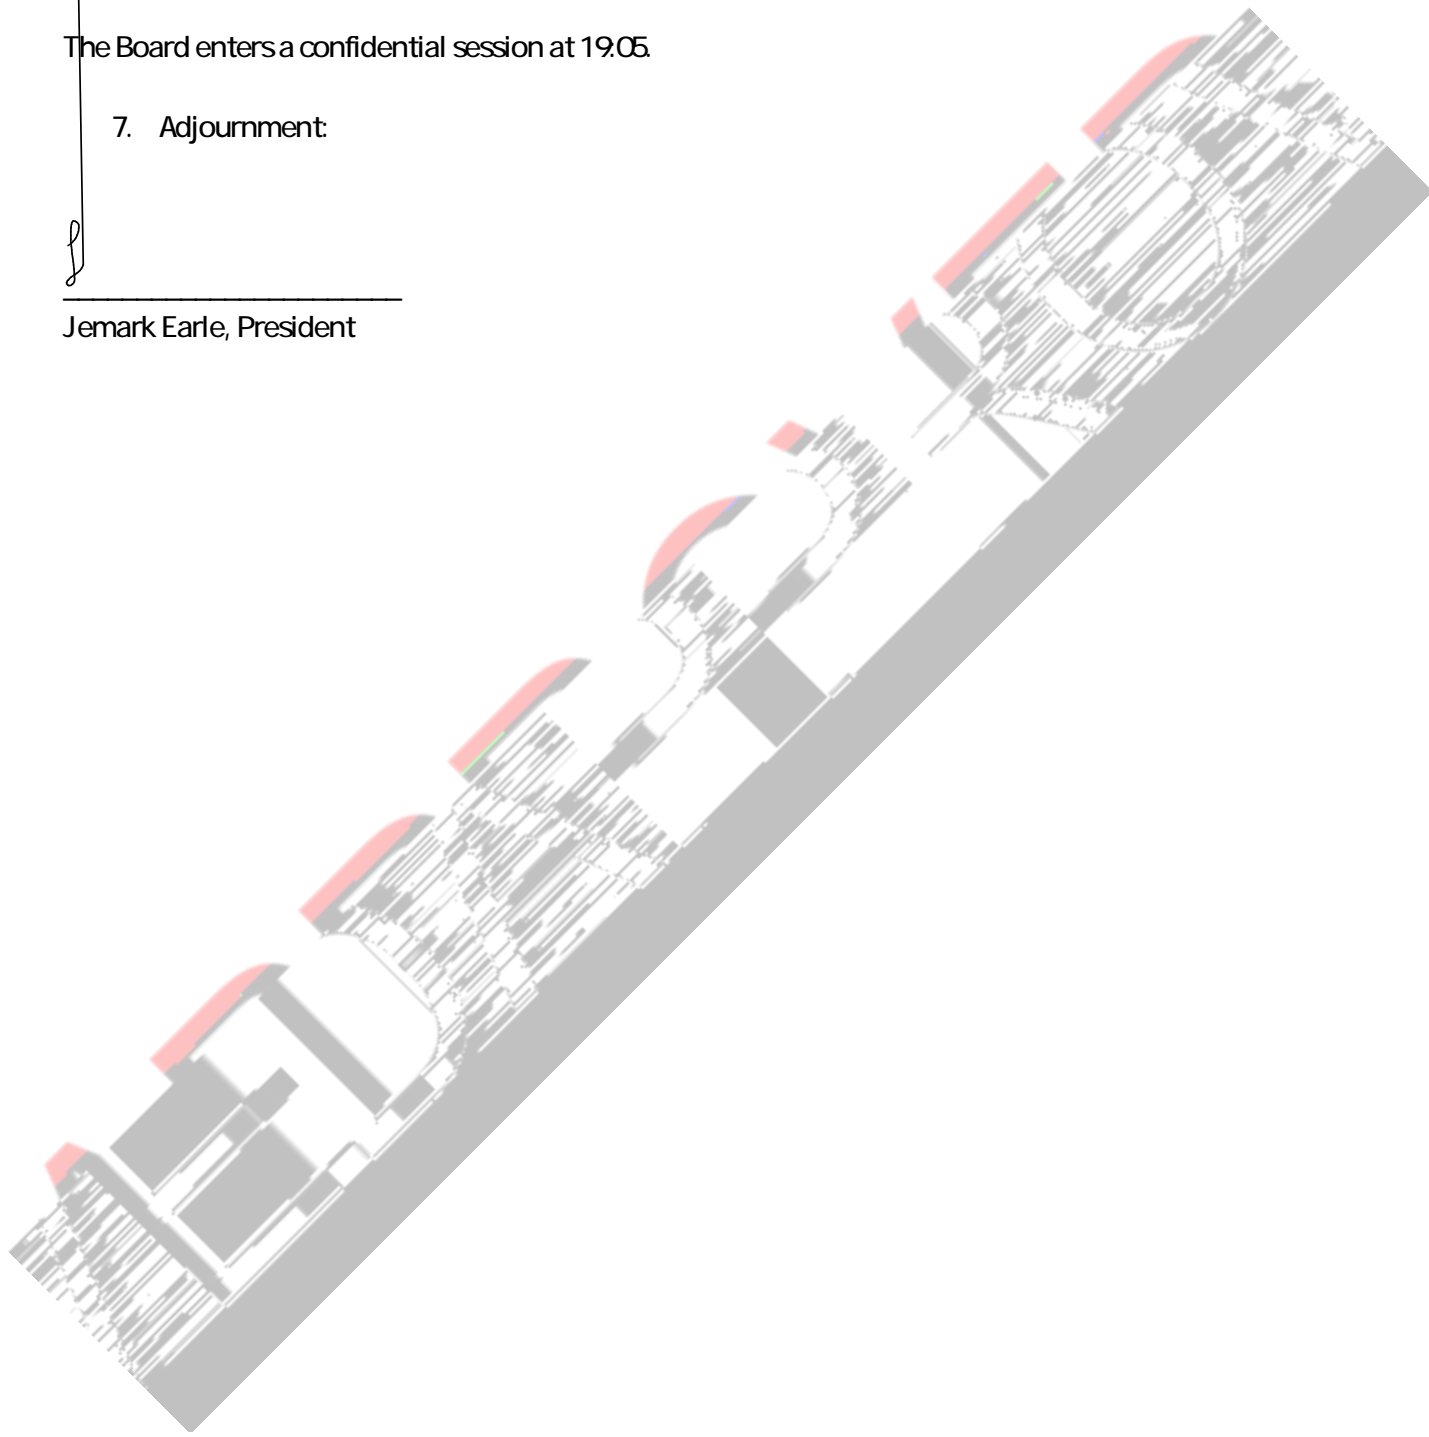 The Board enters a confidential session at 19:05.
7. Adjournment:
Jemark Earle, President